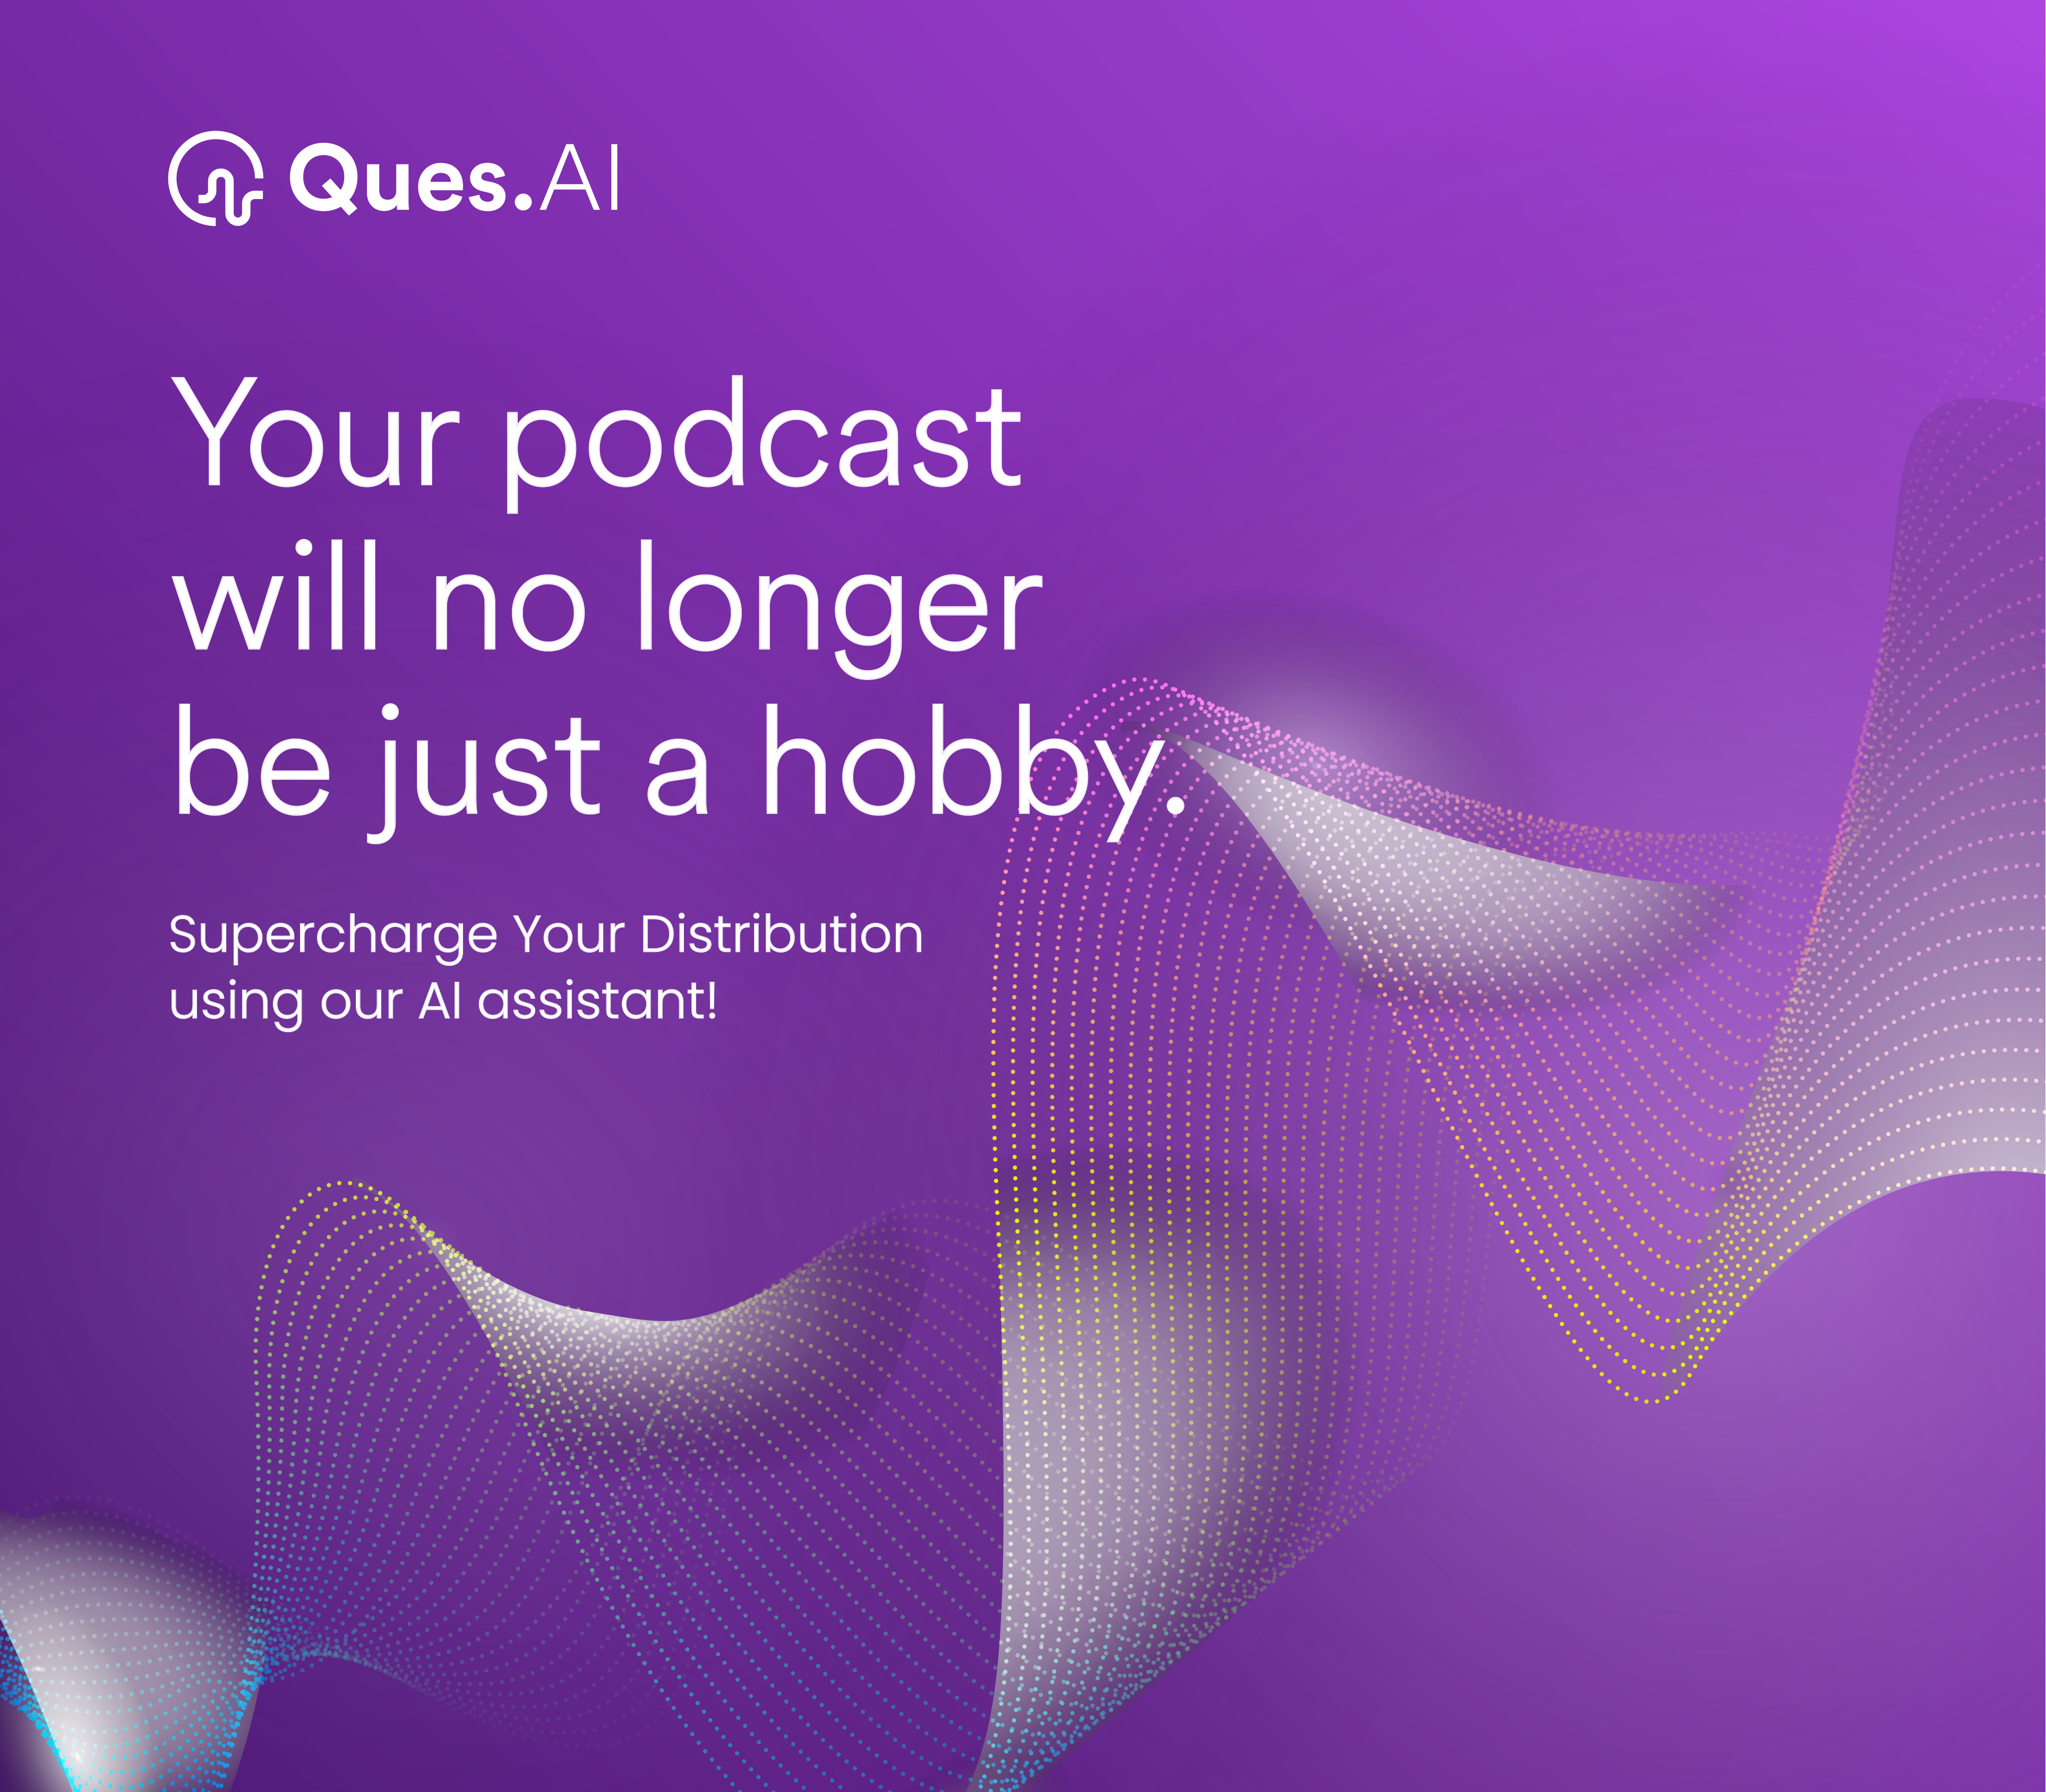 Ques.AI
Your podcast
will no longer
be just a hobby.
Supercharge Your Distribution
using our AI assistant!